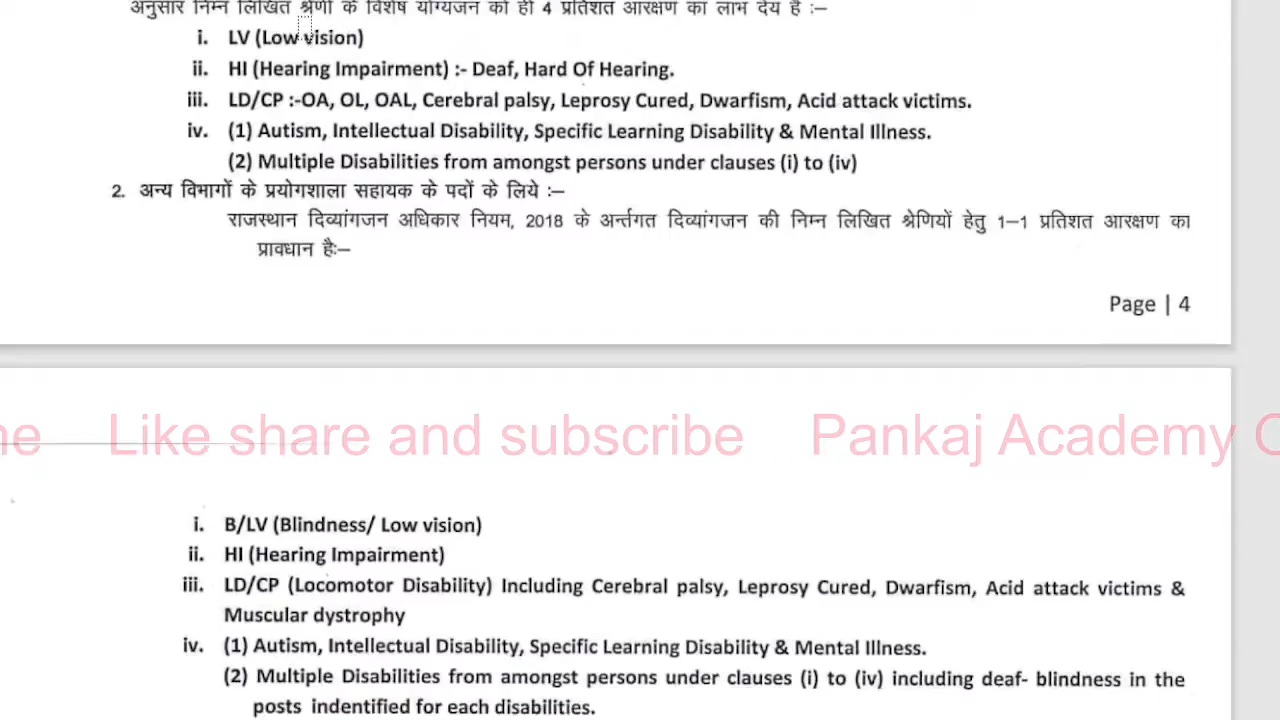 अनुसार निम्न लिखित श्रेणी के विशेष योग्यजन को ही 4 प्रतिशत आरक्षण का लाभ देय है :–
i. LV (Low vision)
ii. HI (Hearing Impairment) :- Deaf, Hard Of Hearing.
iii. LD/CP :-OA, OL, OAL, Cerebral palsy, Leprosy Cured, Dwarfism, Acid attack victims.
iv. (1) Autism, Intellectual Disability, Specific Learning Disability & Mental Illness.
(2) Multiple Disabilities from amongst persons under clauses (i) to (iv)
2. अन्य विभागों के प्रयोगशाला सहायक के पदों के लिये :–
राजस्थान दिव्यांगजन अधिकार नियम, 2018 के अर्न्तगत दिव्यांगजन की निम्न लिखित श्रेणियों हेतु 1–1 प्रतिशत आरक्षण का
प्रावधान है:–
Page | 4
Like share and subscribe Pankaj Academy
i. B/LV (Blindness/ Low vision)
ii. HI (Hearing Impairment)
iii. LD/CP (Locomotor Disability) Including Cerebral palsy, Leprosy Cured, Dwarfism, Acid attack victims &
Muscular dystrophy
iv. (1) Autism, Intellectual Disability, Specific Learning Disability & Mental Illness.
(2) Multiple Disabilities from amongst persons under clauses (i) to (iv) including deaf- blindness in the
posts indentified for each disabilities.